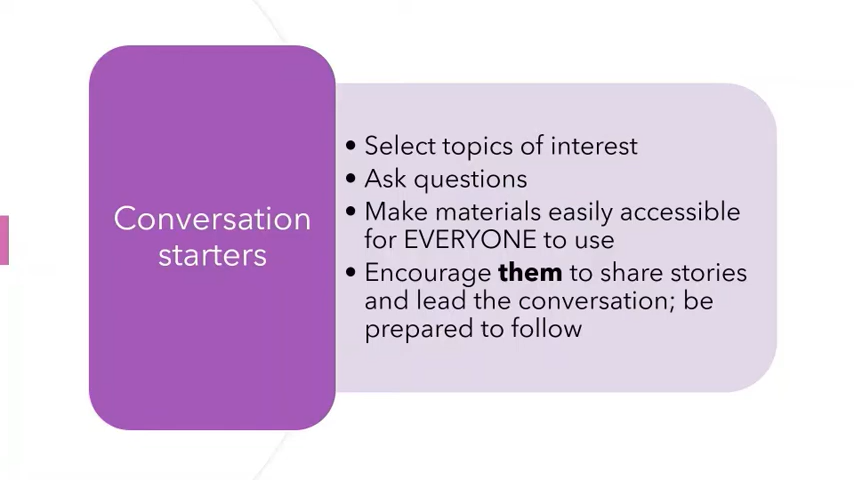 Conversation
starters
• Select topics of interest
• Ask questions
• Make materials easily accessible
for EVERYONE to use
• Encourage them to share stories
and lead the conversation; be
prepared to follow